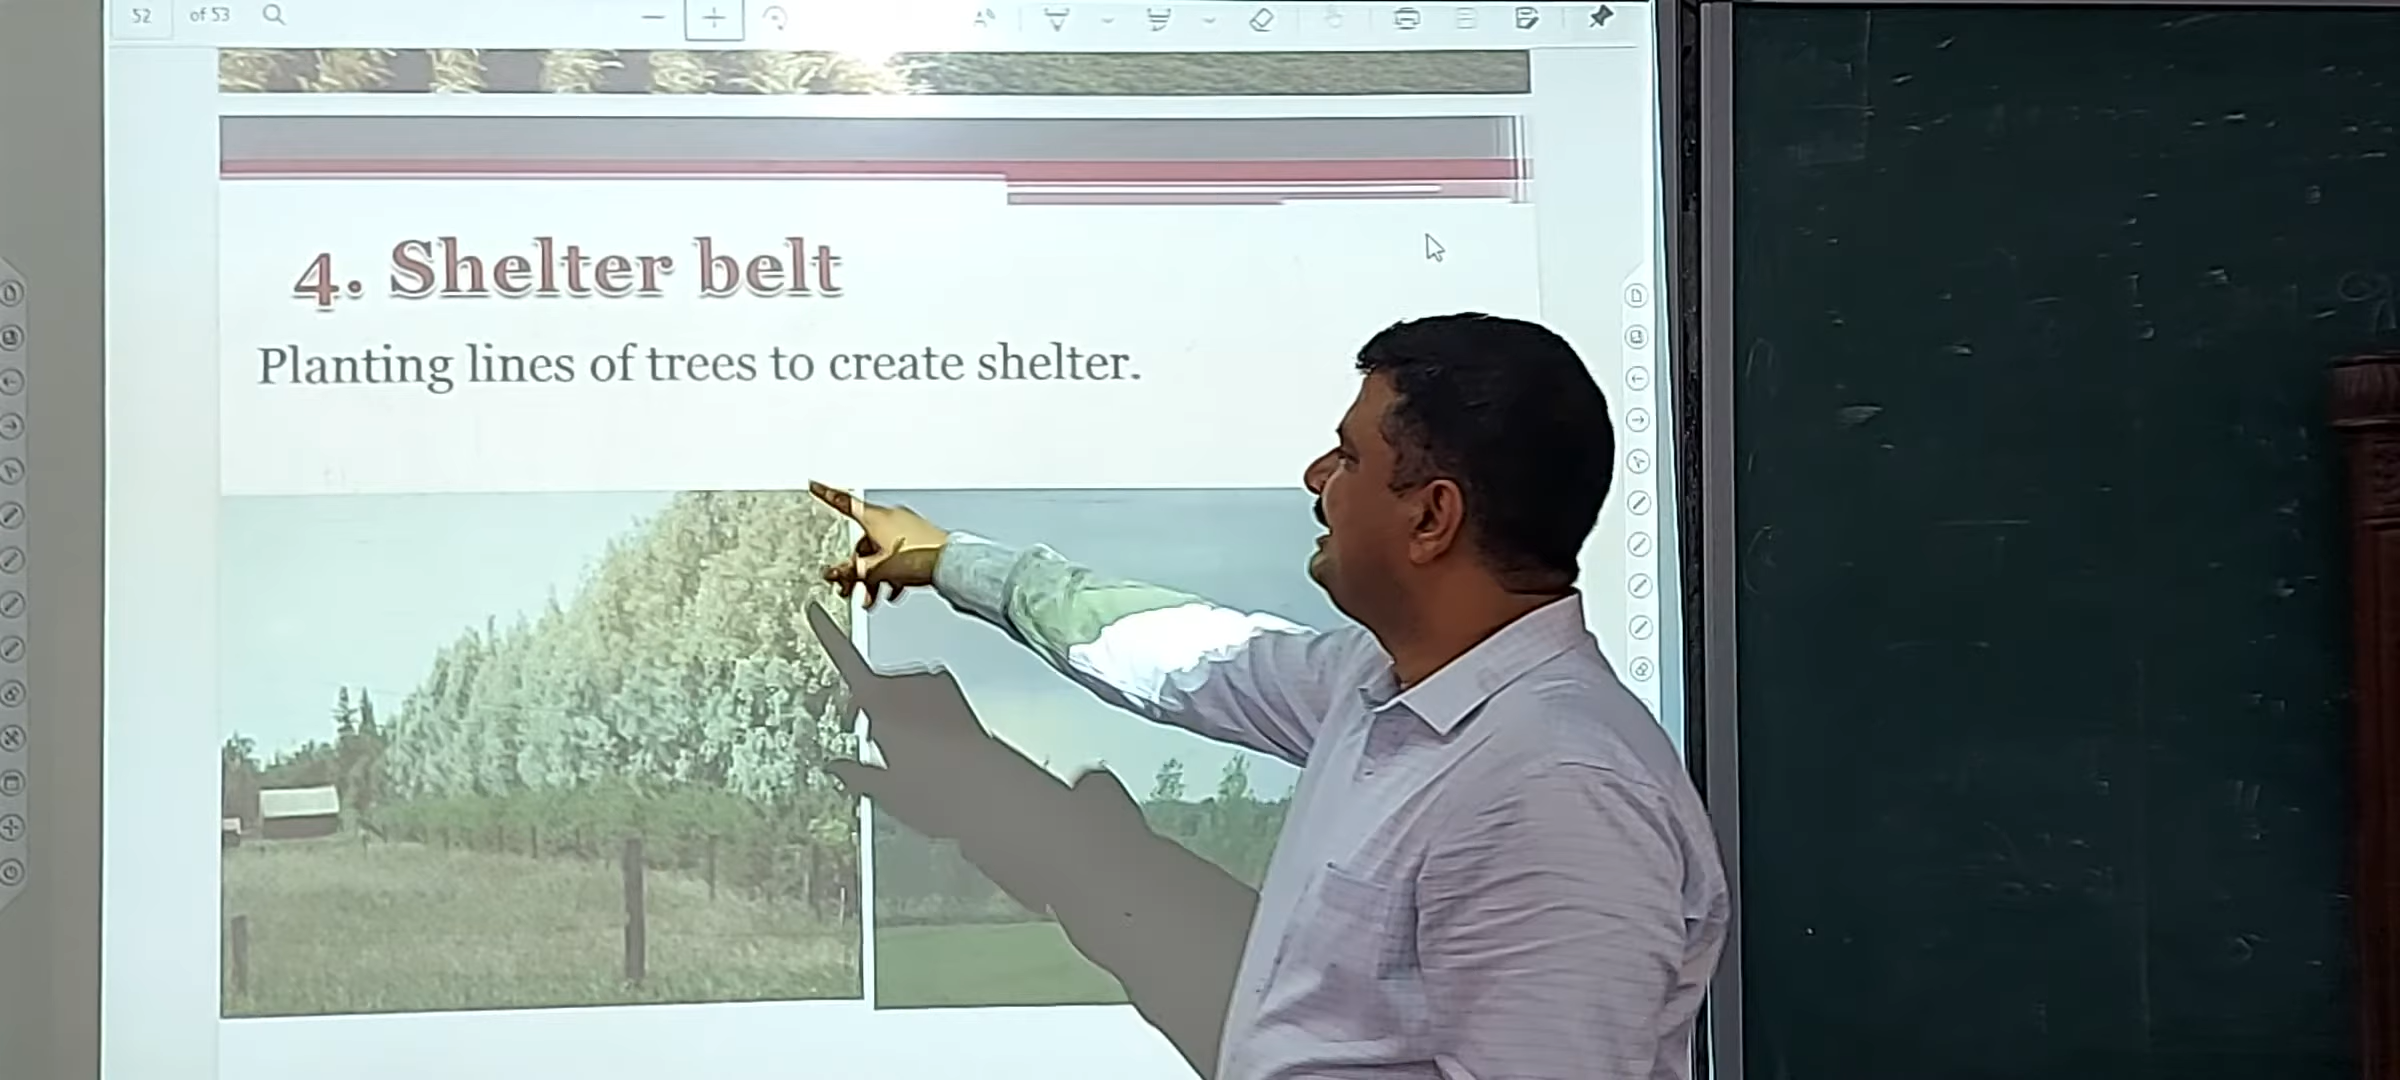 52 of 53
4. Shelter belt
Planting lines of trees to create shelter.